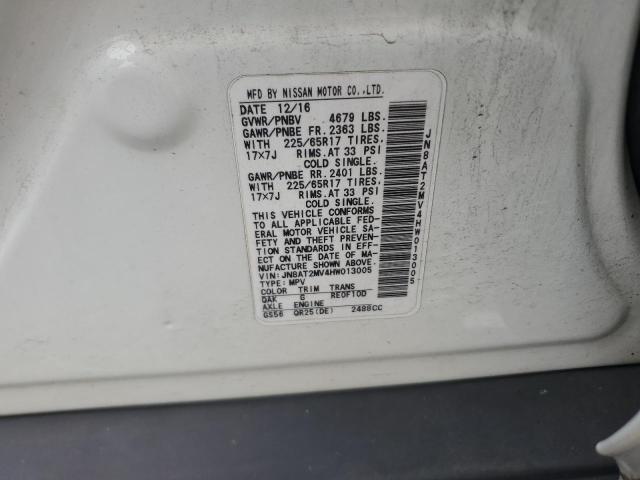 MFD BY NISSAN MOTOR CO.,LTD.
DATE 12/16
GVWR/PNBV 4679 LBS.
GAWR/PNBE FR. 2363 LBS.
WITH 225/65R17 TIRES.
17x7J RIMS.AT 33 PSI
COLD SINGLE.
GAWR/PNBE RR. 2401 LBS.
WITH 225/65R17 TIRES.
17x7J RIMS.AT 33 PSI
COLD SINGLE.
THIS VEHICLE CONFORMS
TO ALL APPLICABLE FED-
ERAL MOTOR VEHICLE SA-
FETY AND THEFT PREVEN-
TION STANDARDS IN EFF-
ECT ON THE DATE OF MA-
NUFACTURE SHOWN ABOVE.
VIN: JN8AT2MV4HW013005
TYPE: MPV
COLOR TRIM TRANS
QAK G RE0F10D
AXLE ENGINE
GS56 QR25(DE) 2488CC
JN8AT2MV4HW013005